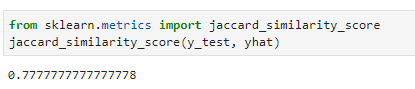 from sklearn.metrics import jaccard_similarity_score
jaccard_similarity_score(y_test, yhat)
0.7777777777777778